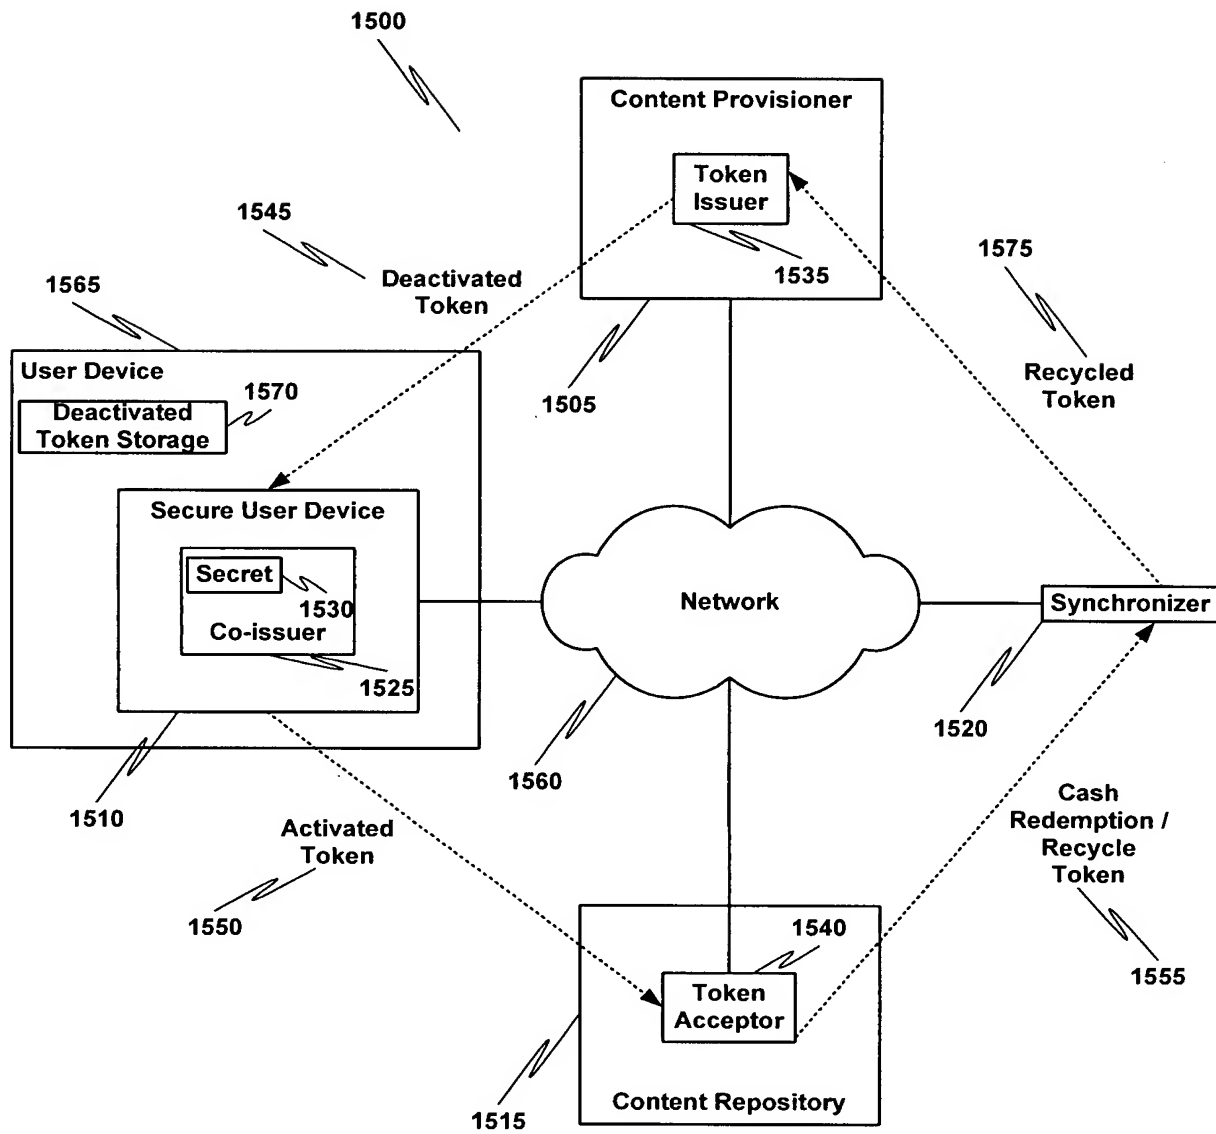 1500
Content Provisioner
Token
Issuer
1535
1545
Deactivated
Token
1575
1565
Recycled
Token
1505
User Device
1570
Deactivated
Token Storage
Secure User Device
Secret
1530
Co-issuer
1525
Network
Synchronizer
1520
1560
1510
Activated
Token
1550
Cash
Redemption /
Recycle
Token
1555
1540
Token
Acceptor
1515
Content Repository